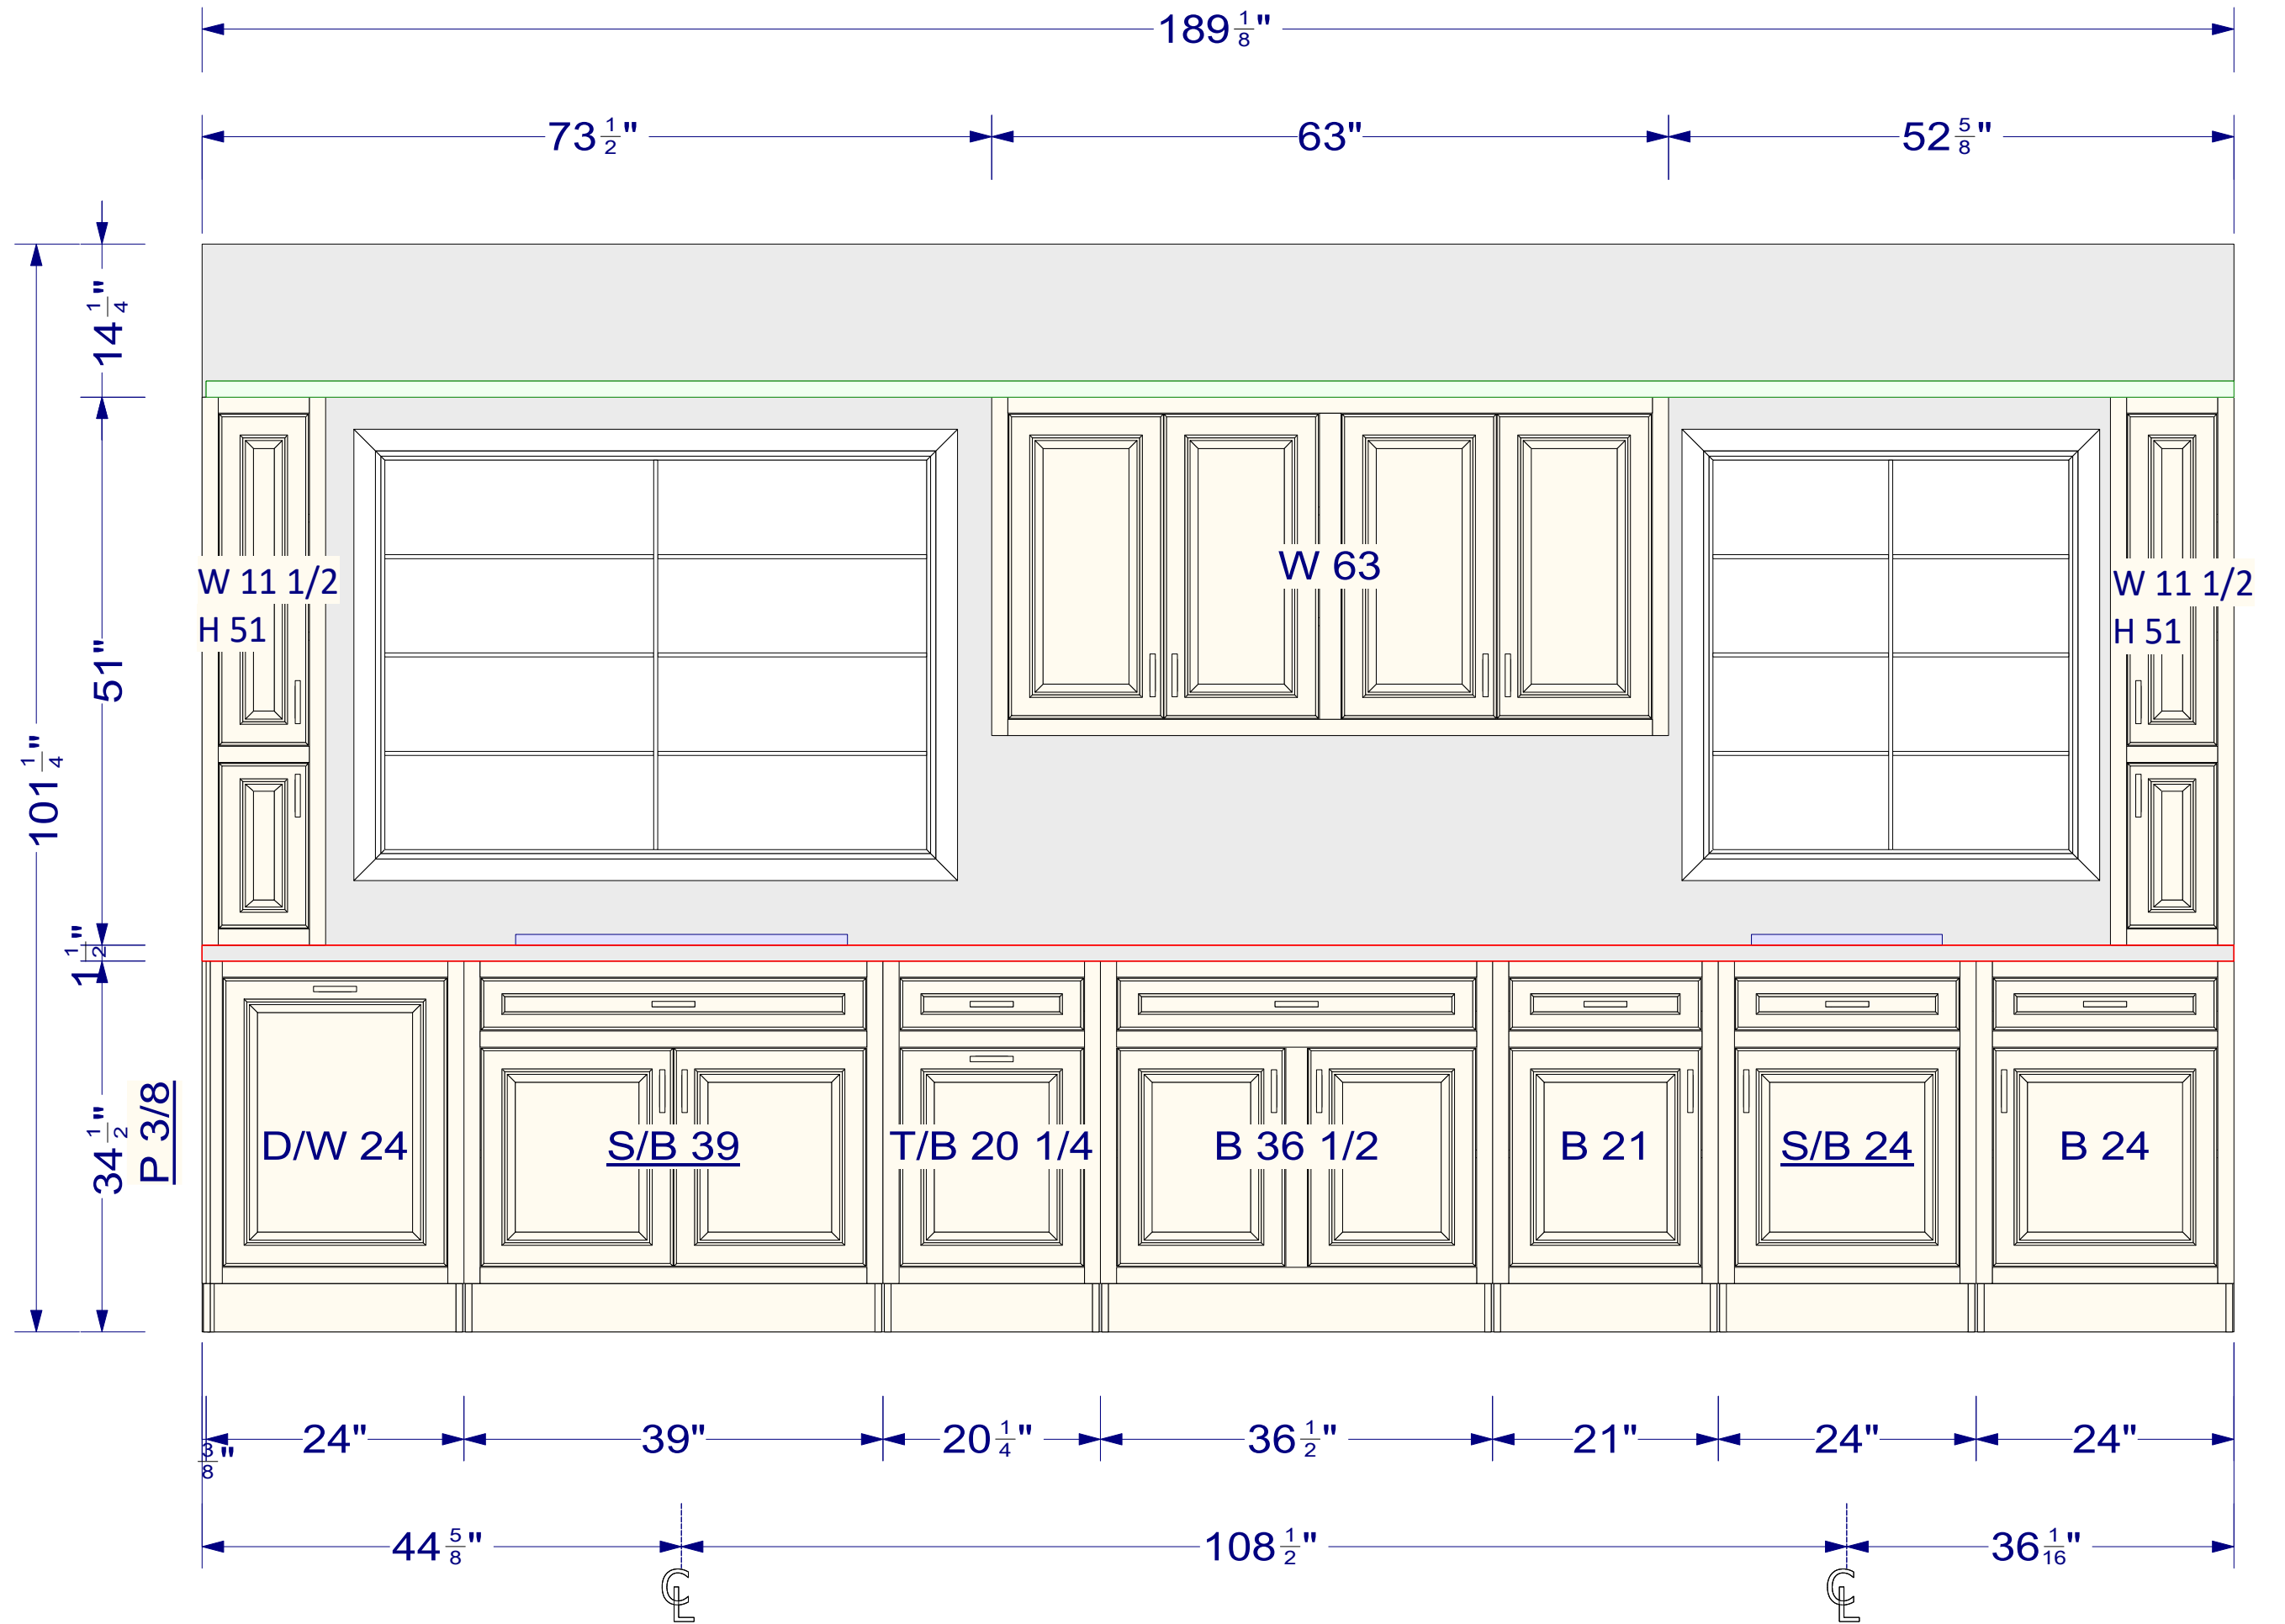 189 1/8"
73 1/2"
63"
52 5/8"
14 1/4"
51"
101 1/4"
1 1/2"
34 1/2"
P 3/8
W 11 1/2
H 51
W 63
W 11 1/2
H 51
D/W 24
S/B 39
T/B 20 1/4
B 36 1/2
B 21
S/B 24
B 24
3/8"
24"
39"
20 1/4"
36 1/2"
21"
24"
24"
44 5/8"
108 1/2"
36 1/16"
CL
CL